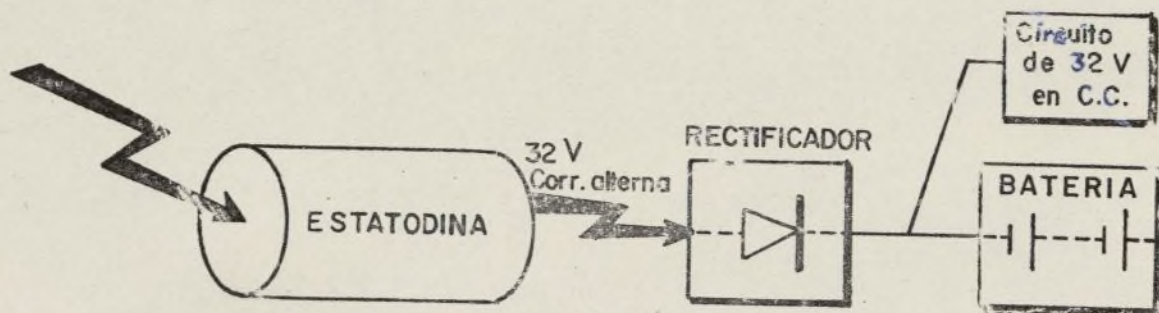 Circuito
de 32 V
en C.C.
RECTIFICADOR
32 V
Corr. alterna
BATERIA
ESTATODINA